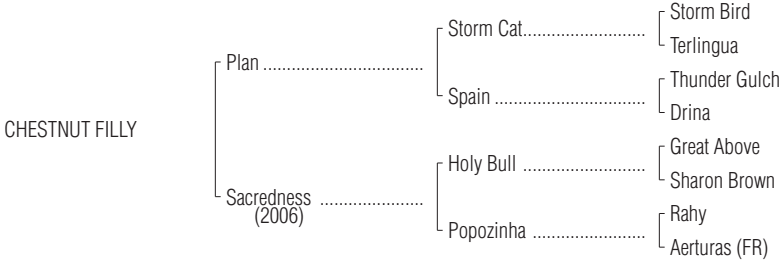 Storm Bird
Storm Cat..........................
Terlingua
Plan ..................................
Thunder Gulch
Spain ................................
Drina
CHESTNUT FILLY
Great Above
Holy Bull ..........................
Sharon Brown
Sacredness ......................
(2006)
Rahy
Popozinha ........................
Aerturas (FR)